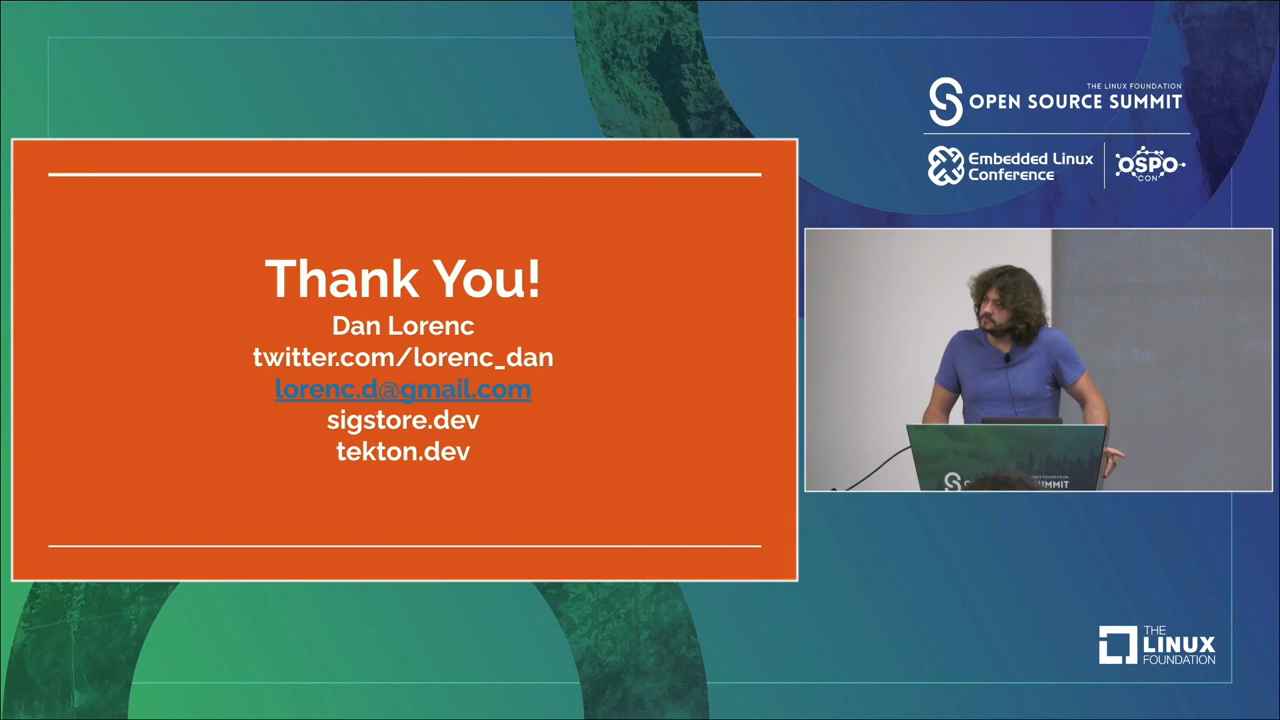 THE LINUX FOUNDATION
OPEN SOURCE SUMMIT
Embedded Linux
Conference
OSPO
CON
Thank You!
Dan Lorenc
twitter.com/lorenc_dan
lorenc.d@gmail.com
sigstore.dev
tekton.dev
THE
LINUX
FOUNDATION